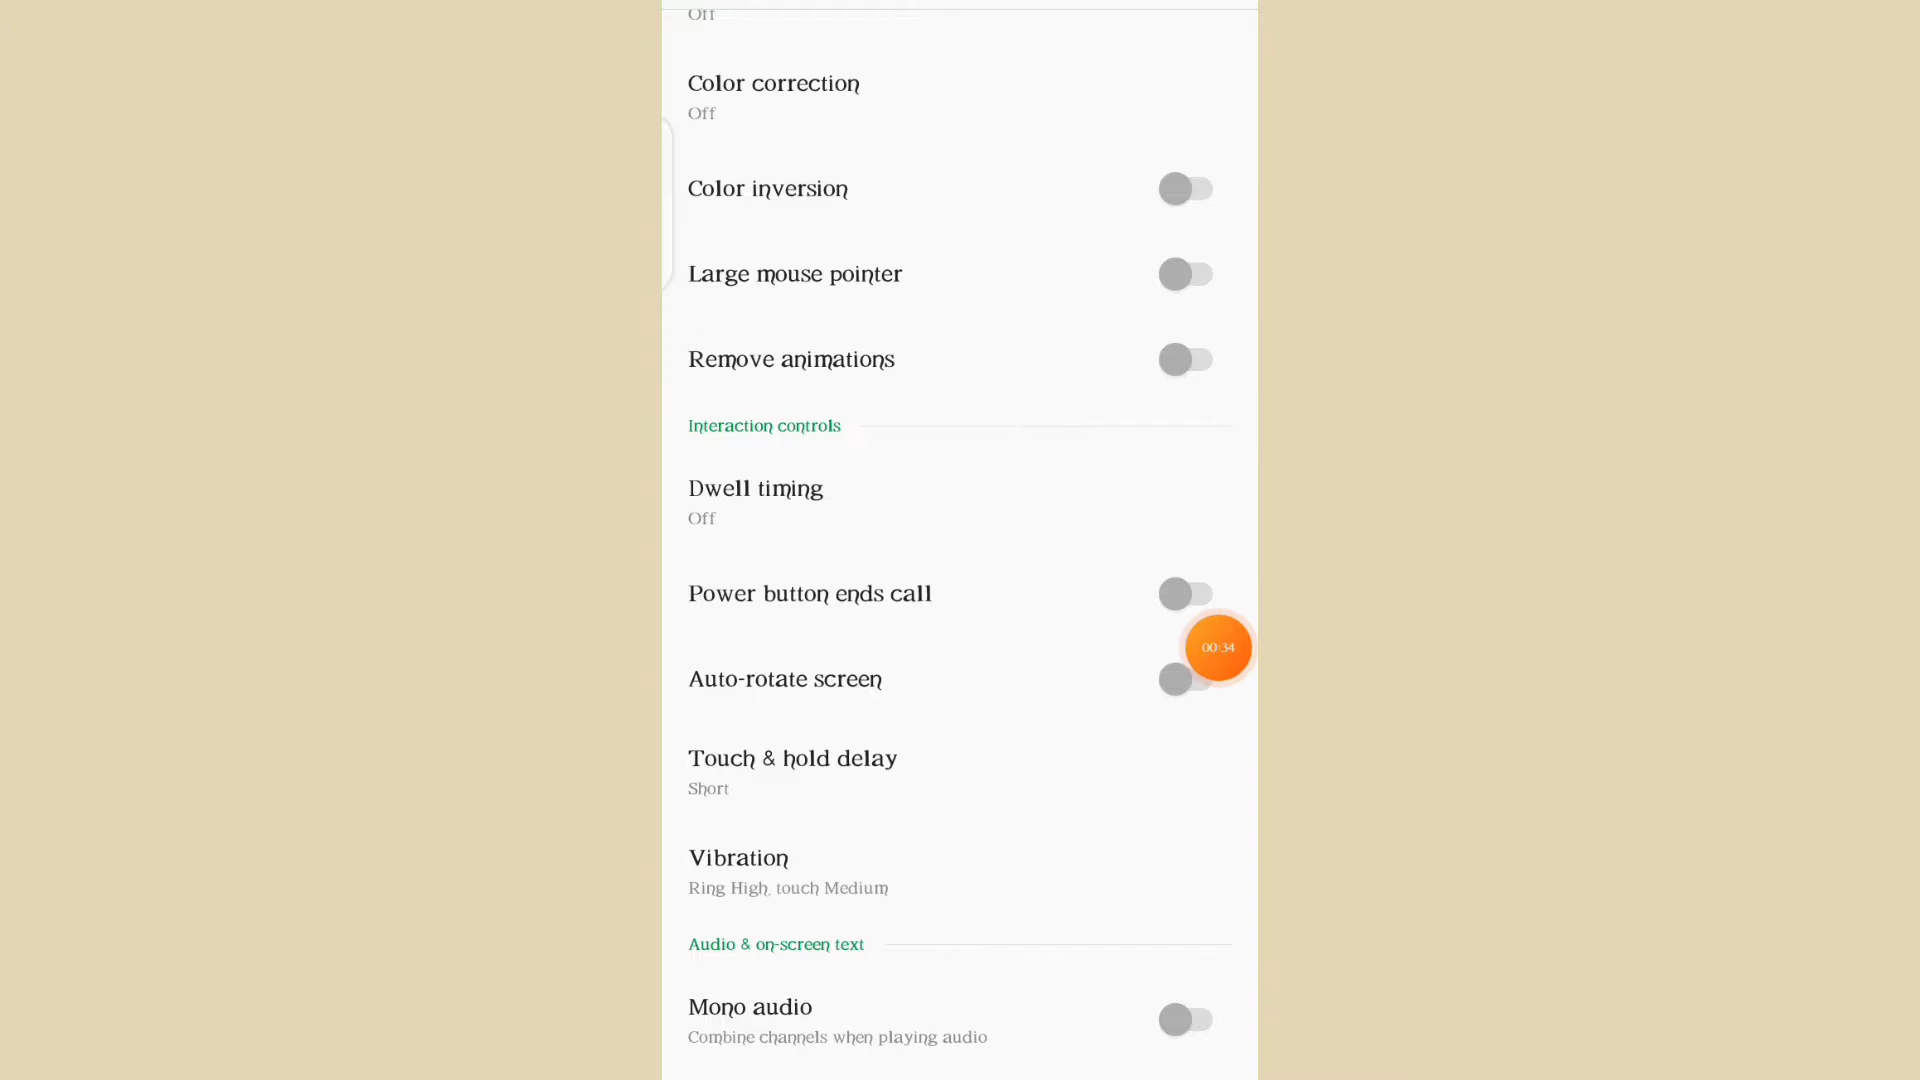 Off
Color correction
Off
Color inversion
Large mouse pointer
Remove animations
Interaction controls
Dwell timing
Off
Power button ends call
00:34
Auto-rotate screen
Touch & hold delay
Short
Vibration
Ring High, touch Medium
Audio & on-screen text
Mono audio
Combine channels when playing audio